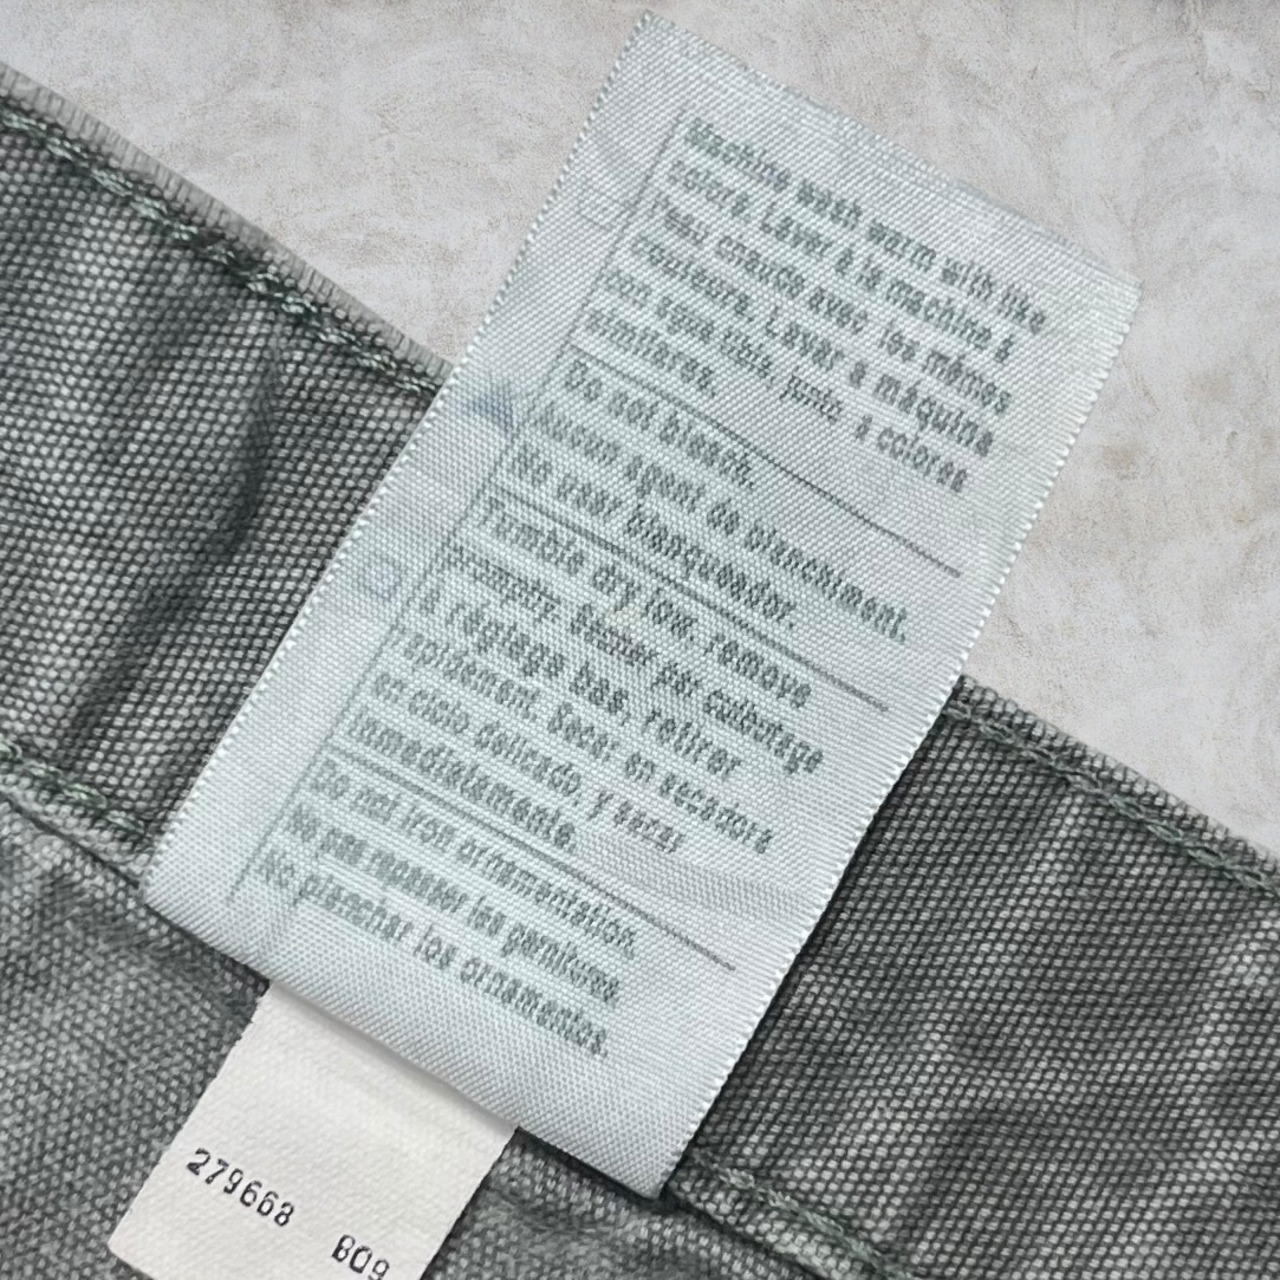 Machine wash warm with like
colors. Laver à la machine à
l'eau chaude avec les mêmes
couleurs. Lavar a máquina
con agua tibia, junto a colores
similares.
Do not bleach.
Aucun agent de blanchiment.
No usar blanqueador.
Tumble dry low, remove
promptly. Sécher par culbutage
à réglage bas, retirer
rapidement. Secar en secadora
en ciclo delicado, y sacar
inmediatamente.
Do not iron ornamentation.
Ne pas repasser les garnitures.
No planchar los ornamentos.
279668 B09